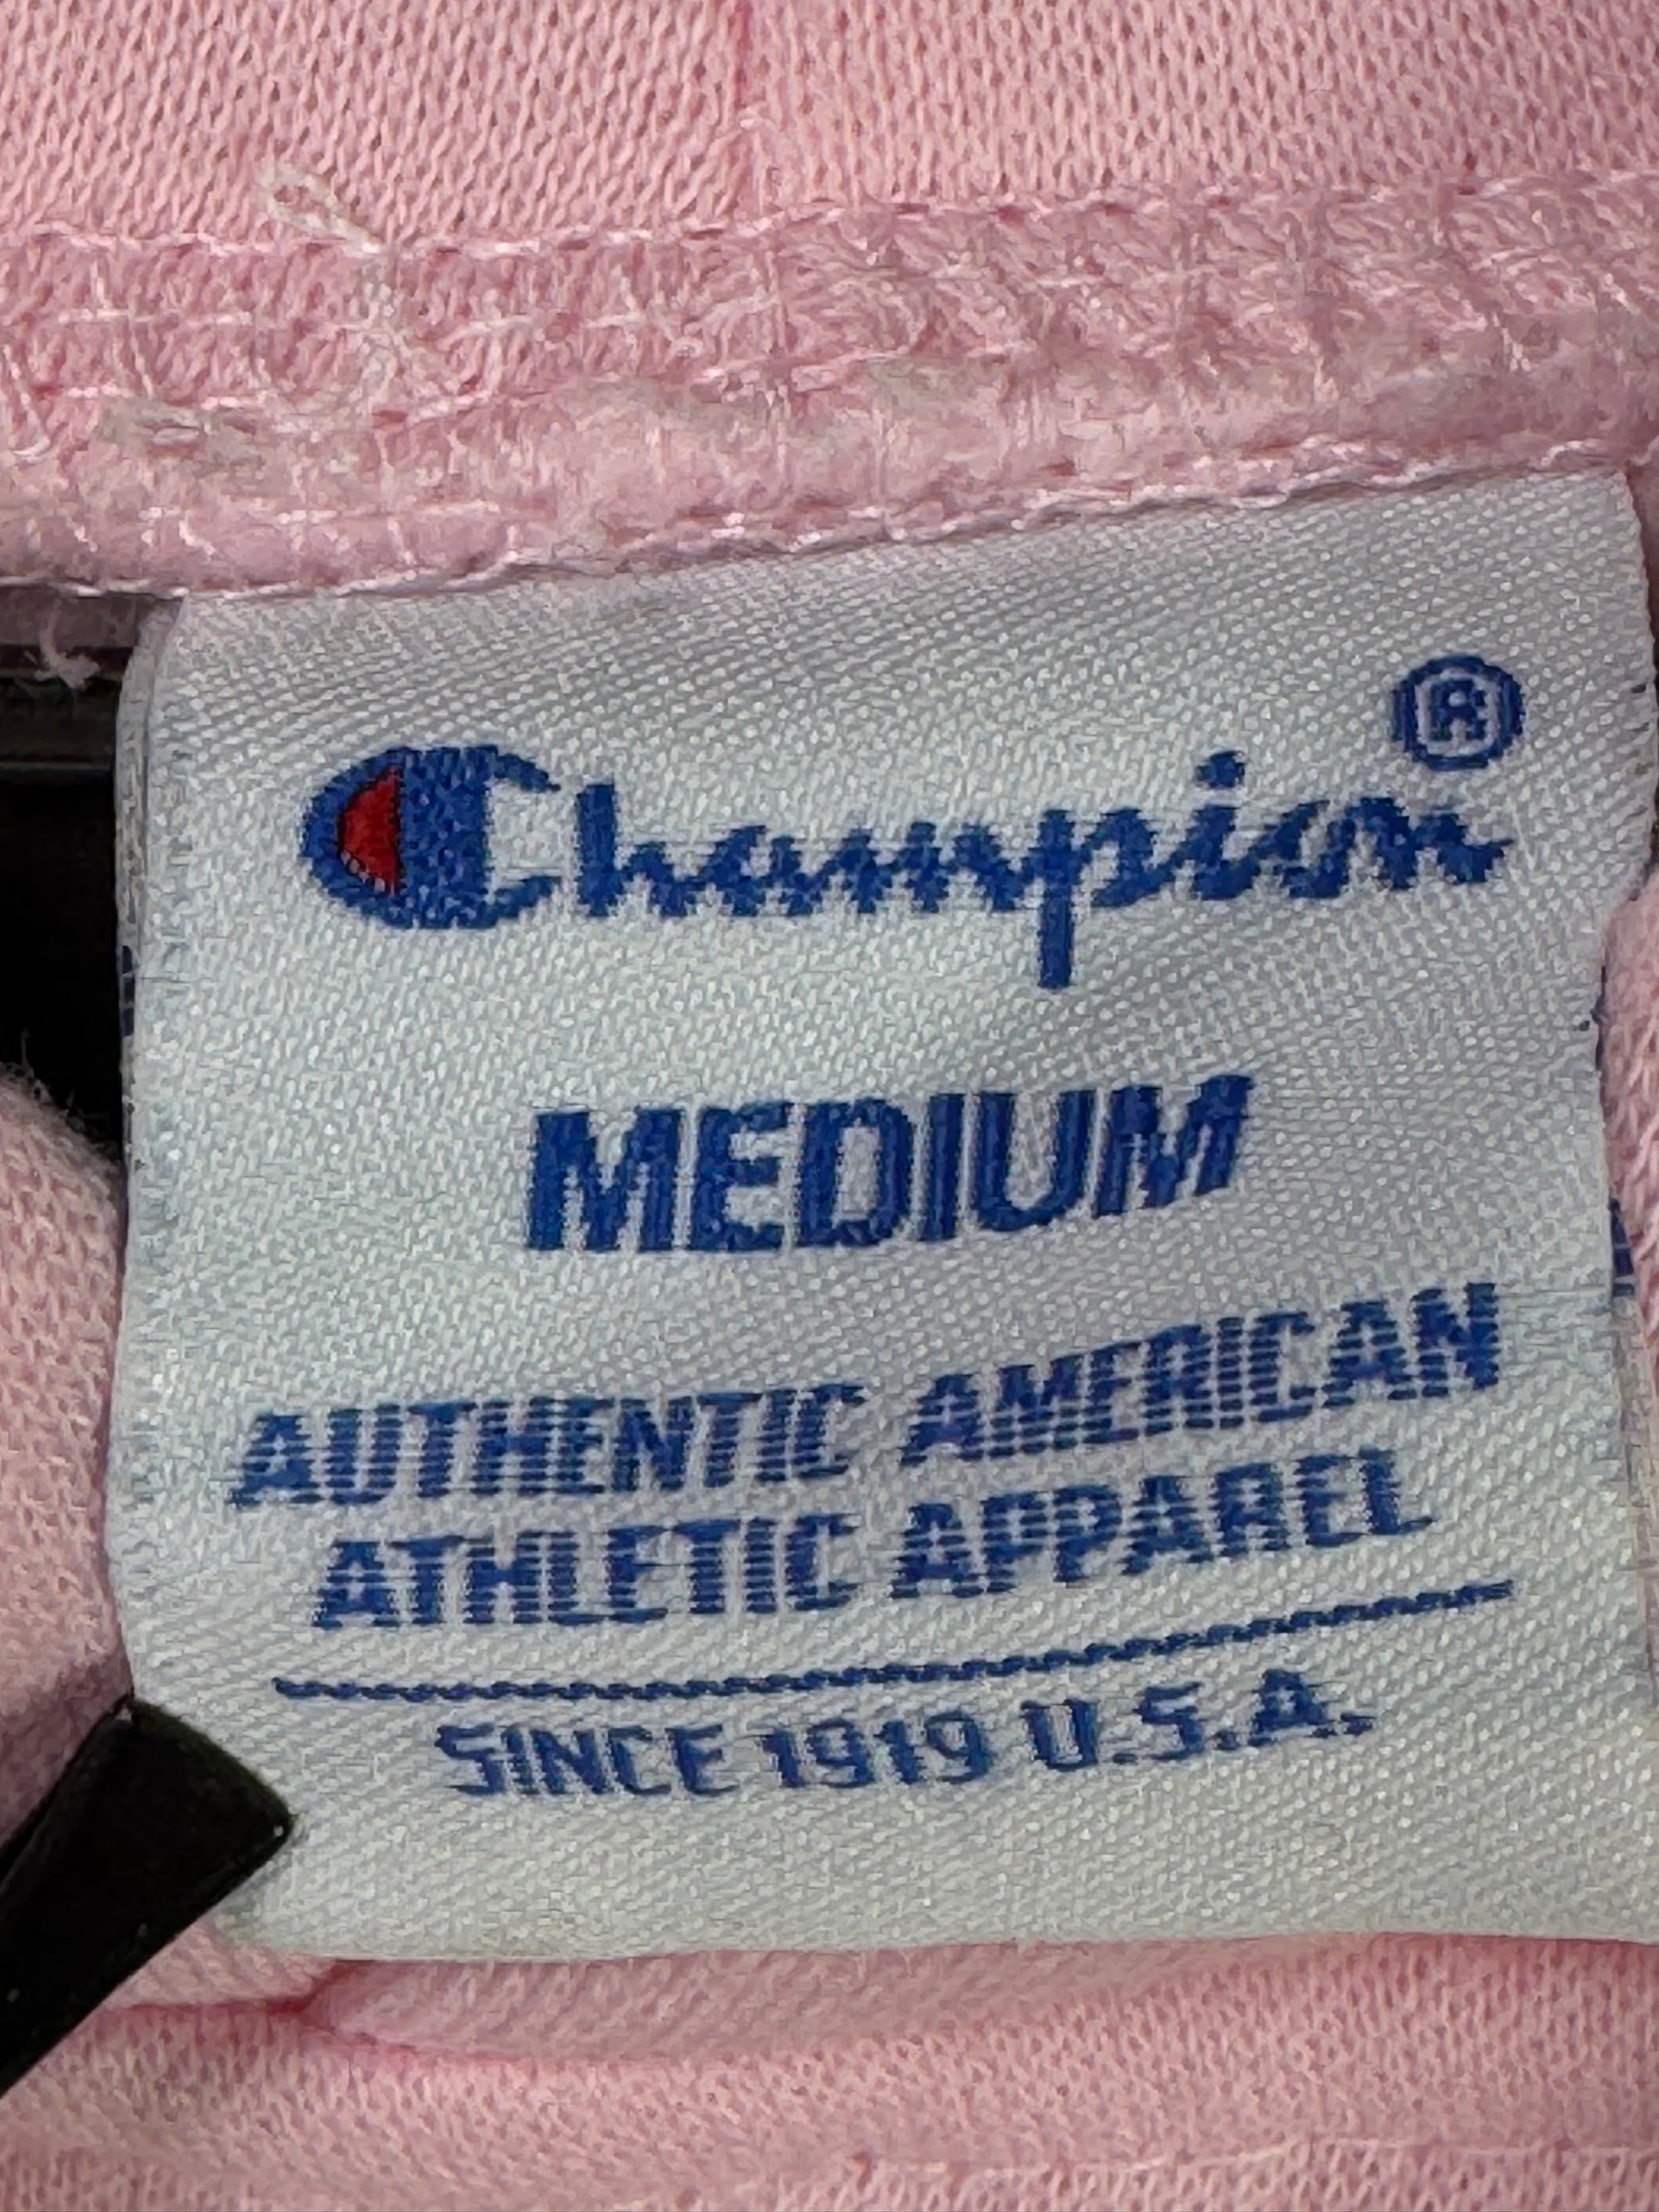 Champion®
MEDIUM
AUTHENTIC AMERICAN
ATHLETIC APPAREL
SINCE 1919 U.S.A.